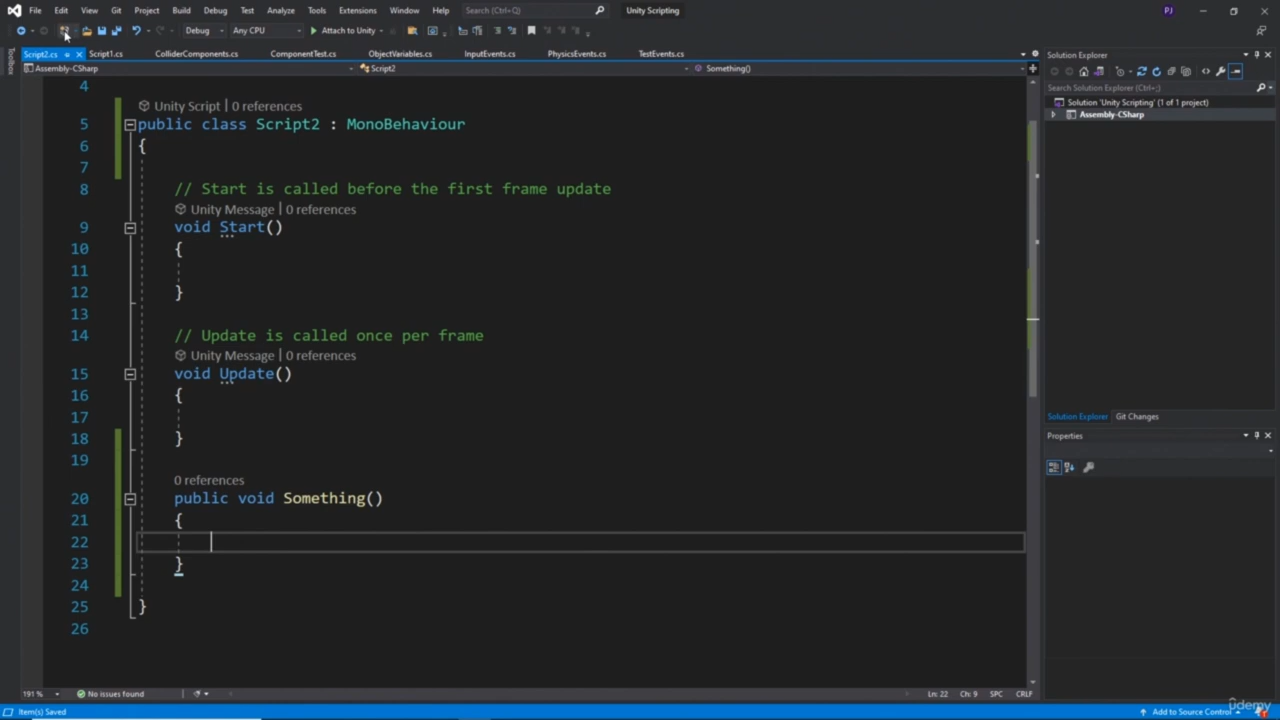 File Edit View Git Project Build Debug Test Analyze Tools Extensions Window Help Search (Ctrl+Q) Unity Scripting PJ
Debug Any CPU Attach to Unity
Toolbox
Script2.cs Script1.cs ColliderComponents.cs ComponentTest.cs ObjectVariables.cs InputEvents.cs PhysicsEvents.cs TestEvents.cs
Assembly-CSharp Script2 Something()
4
Unity Script | 0 references
5 public class Script2 : MonoBehaviour
6 {
7
8 // Start is called before the first frame update
Unity Message | 0 references
9 void Start()
10 {
11
12 }
13
14 // Update is called once per frame
Unity Message | 0 references
15 void Update()
16 {
17
18 }
19
0 references
20 public void Something()
21 {
22
23 }
24
25 }
26
191 % No issues found Ln: 22 Ch: 9 SPC CRLF
Item(s) Saved Add to Source Control
Solution Explorer
Search Solution Explorer (Ctrl+;)
Solution 'Unity Scripting' (1 of 1 project)
Assembly-CSharp
Solution Explorer Git Changes
Properties
ûdemy